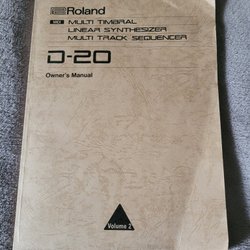 Roland
MULTI TIMBRAL
LINEAR SYNTHESIZER
MULTI TRACK SEQUENCER
D-20
Owner's Manual
Volume 2